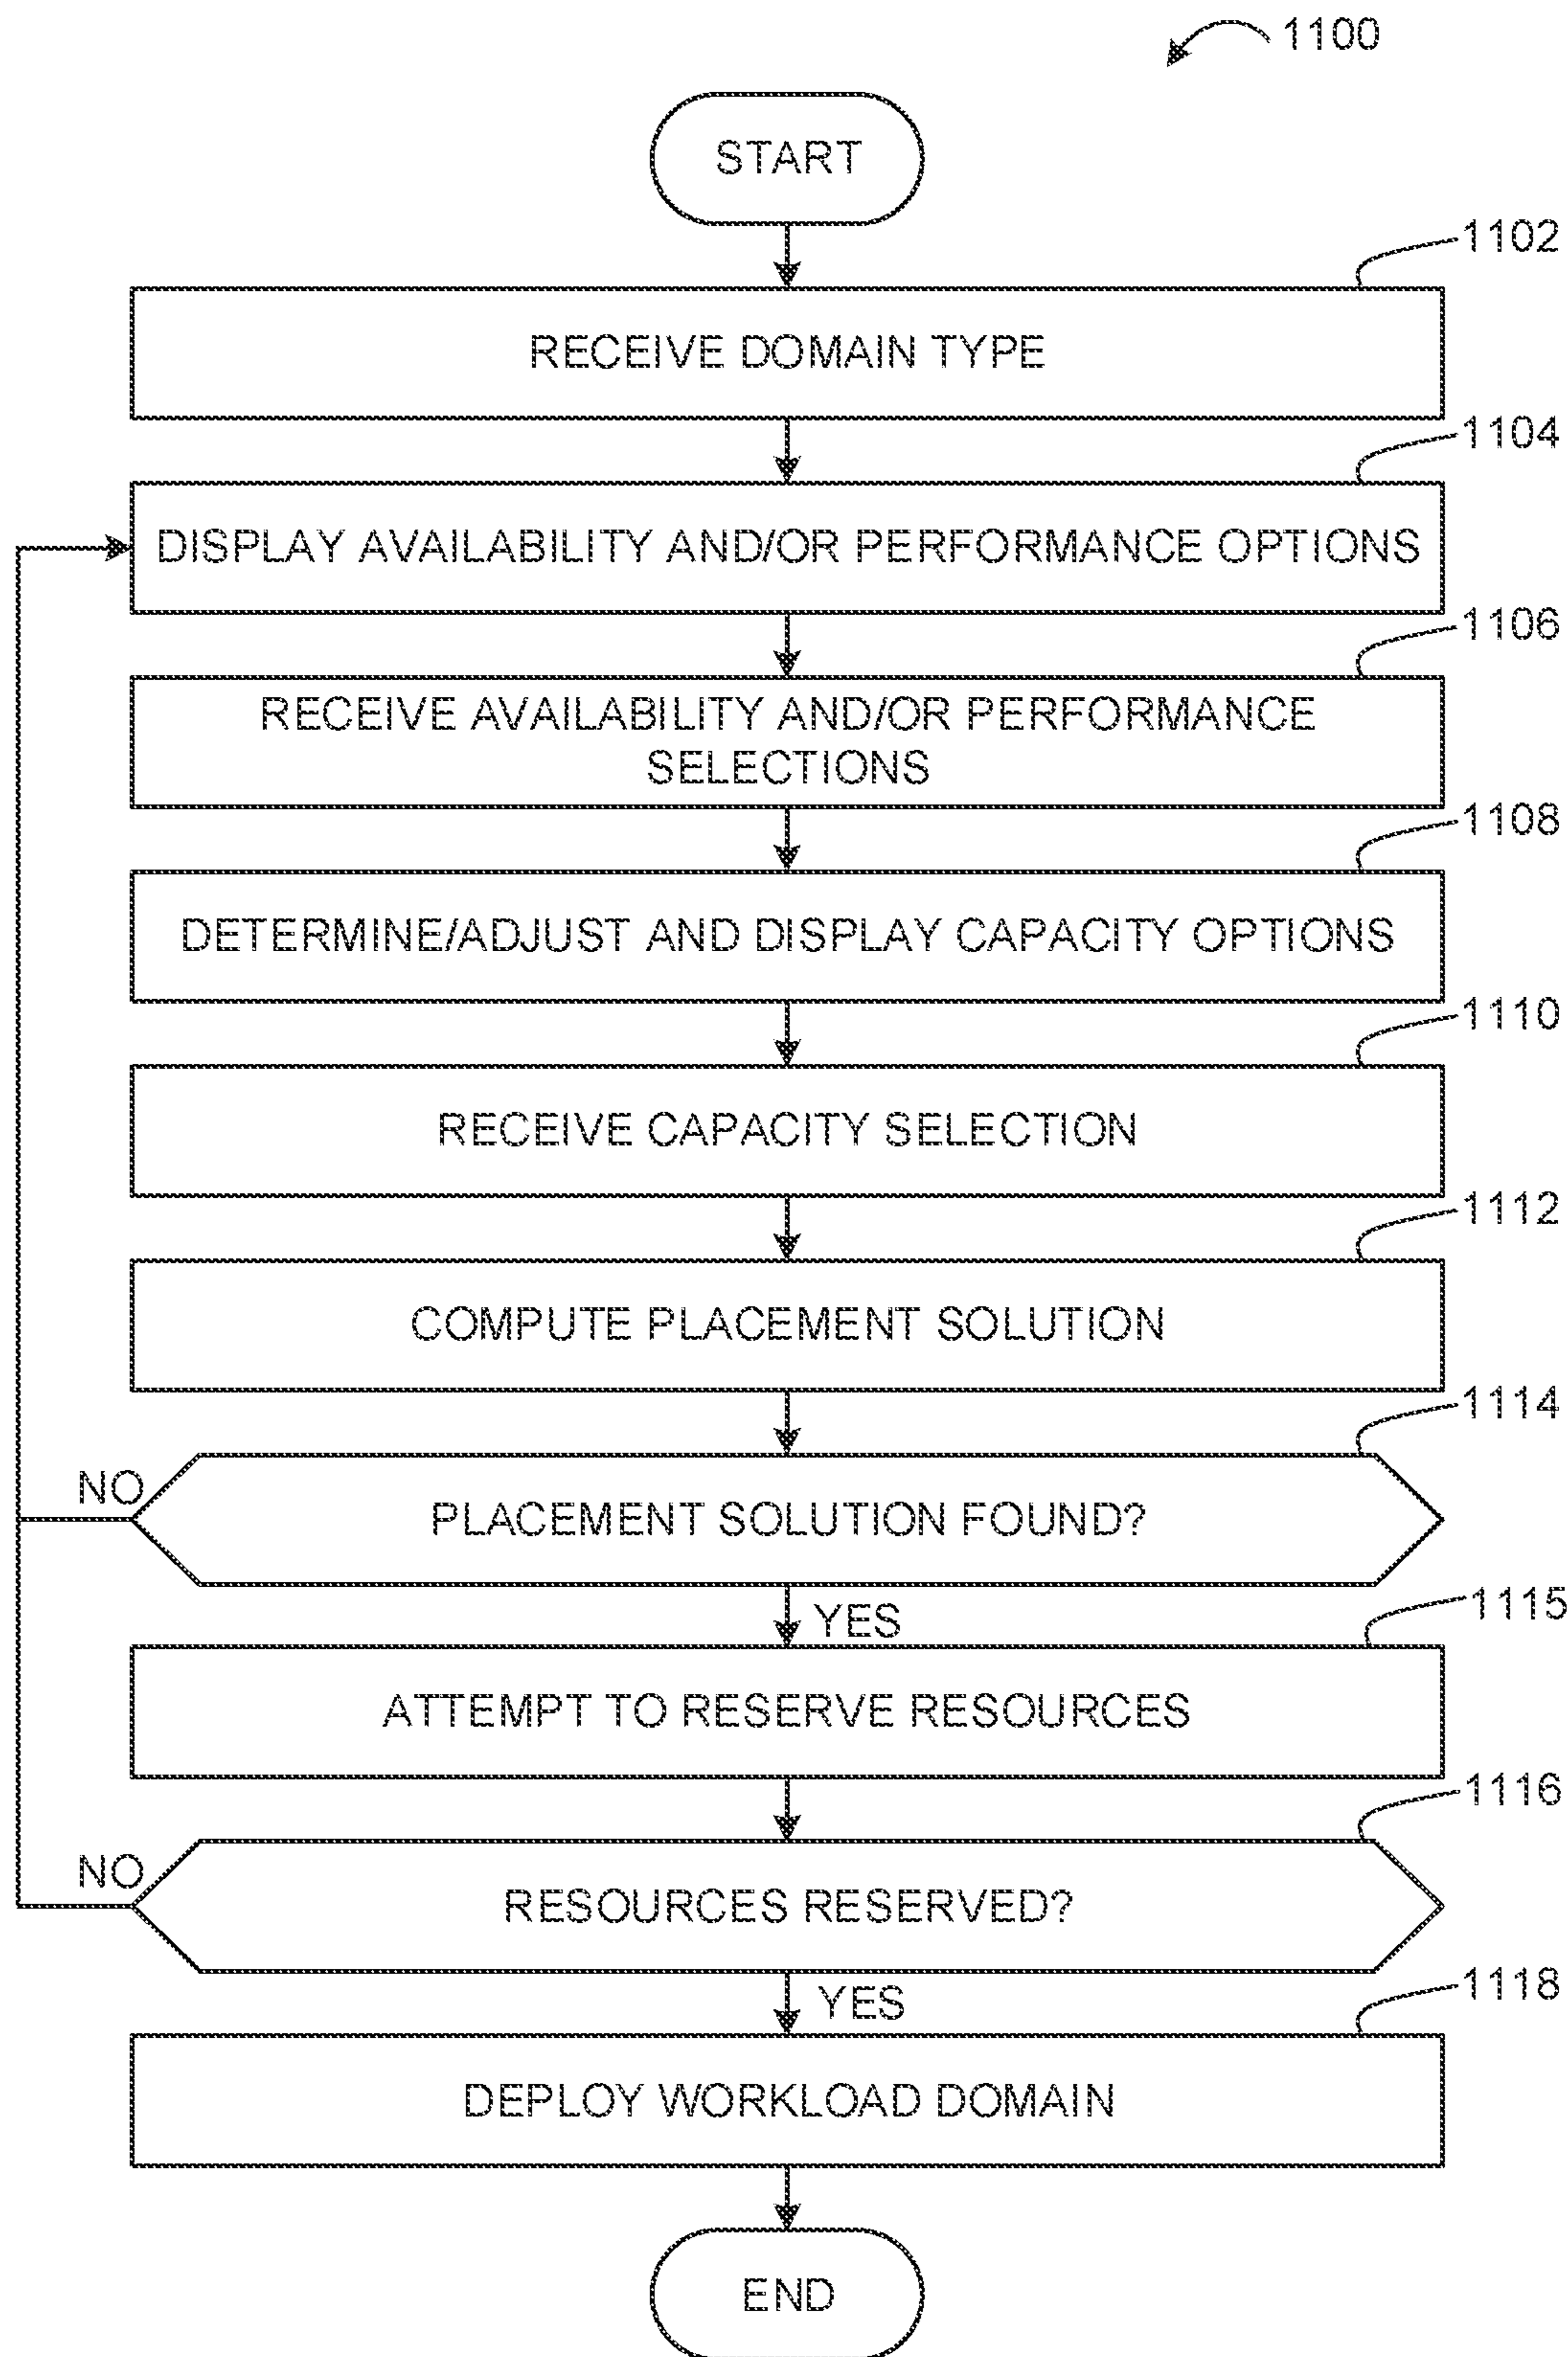 1100
START
1102
RECEIVE DOMAIN TYPE
1104
DISPLAY AVAILABILITY AND/OR PERFORMANCE OPTIONS
1106
RECEIVE AVAILABILITY AND/OR PERFORMANCE
SELECTIONS
1108
DETERMINE/ADJUST AND DISPLAY CAPACITY OPTIONS
1110
RECEIVE CAPACITY SELECTION
1112
COMPUTE PLACEMENT SOLUTION
1114
NO
PLACEMENT SOLUTION FOUND?
YES
1115
ATTEMPT TO RESERVE RESOURCES
1116
NO
RESOURCES RESERVED?
YES
1118
DEPLOY WORKLOAD DOMAIN
END